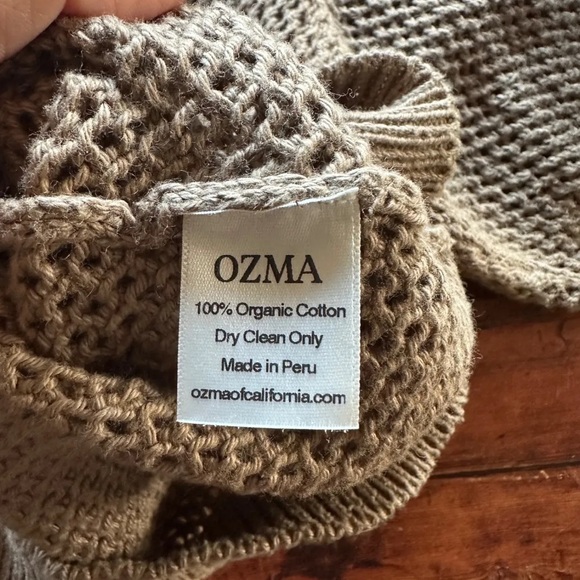 OZMA
100% Organic Cotton
Dry Clean Only
Made in Peru
ozmaofcalifornia.com